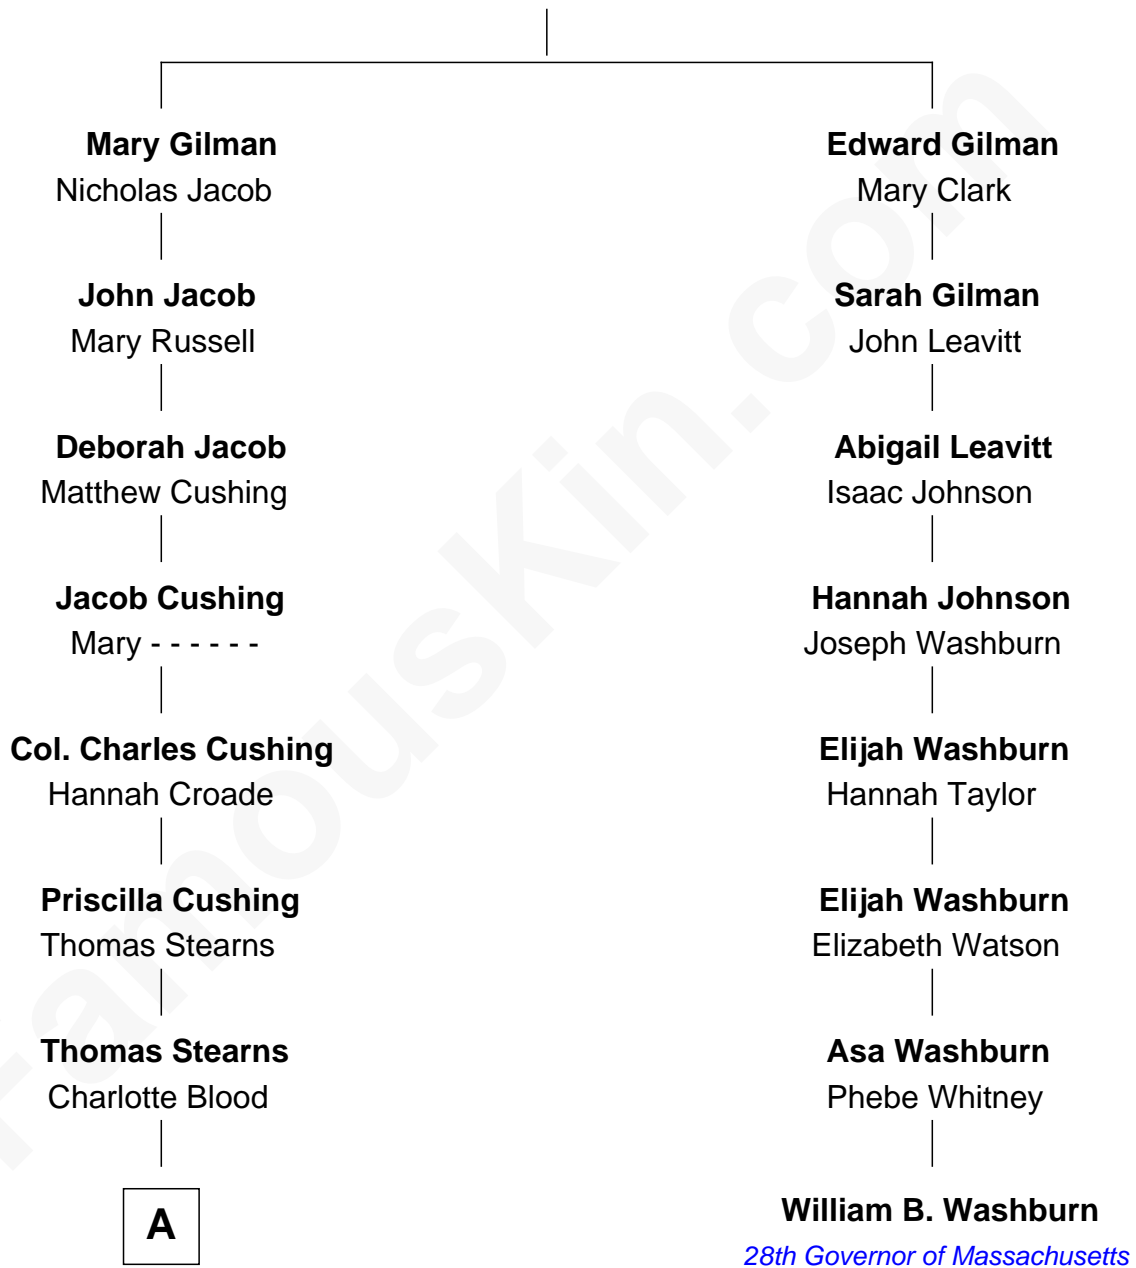 Mary Gilman
Nicholas Jacob
John Jacob
Mary Russell
Deborah Jacob
Matthew Cushing
Jacob Cushing
Mary - - - - - -
Col. Charles Cushing
Hannah Croade
Priscilla Cushing
Thomas Stearns
Thomas Stearns
Charlotte Blood
A
Edward Gilman
Mary Clark
Sarah Gilman
John Leavitt
Abigail Leavitt
Isaac Johnson
Hannah Johnson
Joseph Washburn
Elijah Washburn
Hannah Taylor
Elijah Washburn
Elizabeth Watson
Asa Washburn
Phebe Whitney
William B. Washburn
28th Governor of Massachusetts
FamousKin.com